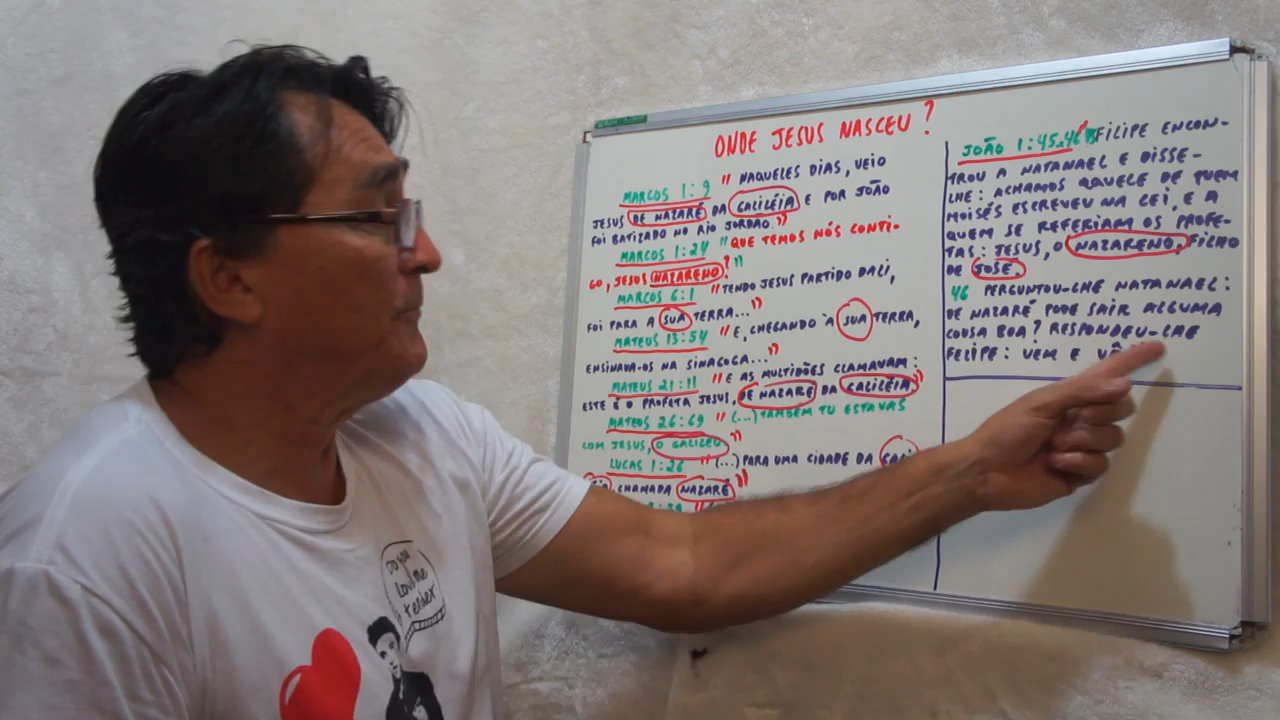 ONDE JESUS NASCEU?
MARCOS 1:9 " NAQUELES DIAS, VEIO
JESUS DE NAZARÉ DA GALILÉIA E POR JOÃO
FOI BATIZADO NO RIO JORDÃO."
MARCOS 1:24 "QUE TEMOS NÓS CONTI-
GO, JESUS NAZARENO?"
MARCOS 6:1 "TENDO JESUS PARTIDO DALI,
FOI PARA A SUA TERRA..."
MATEUS 13:54 "E, CHEGANDO À SUA TERRA,
ENSINAVA-OS NA SINAGOGA..."
MATEUS 21:11 "E AS MULTIDÕES CLAMAVAM:
ESTE É O PROFETA JESUS, DE NAZARÉ DA GALILÉIA"
MATEUS 26:69 "(...) TAMBÉM TU ESTAVAS
COM JESUS, O GALILEU."
LUCAS 1:26 "(...) PARA UMA CIDADE DA
CHAMADA NAZARÉ"
JOÃO 1:45,46 "FILIPE ENCON-
TROU A NATANAEL E DISSE-
LHE: ACHAMOS AQUELE DE QUEM
MOISÉS ESCREVEU NA LEI, E A
QUEM SE REFERIAM OS PROFE-
TAS: JESUS, O NAZARENO, FILHO
DE JOSÉ.
46 PERGUNTOU-LHE NATANAEL:
DE NAZARÉ PODE SAIR ALGUMA
COUSA BOA? RESPONDEU-LHE
FELIPE: VEM E
DO YOU
LOVE ME
TENDER